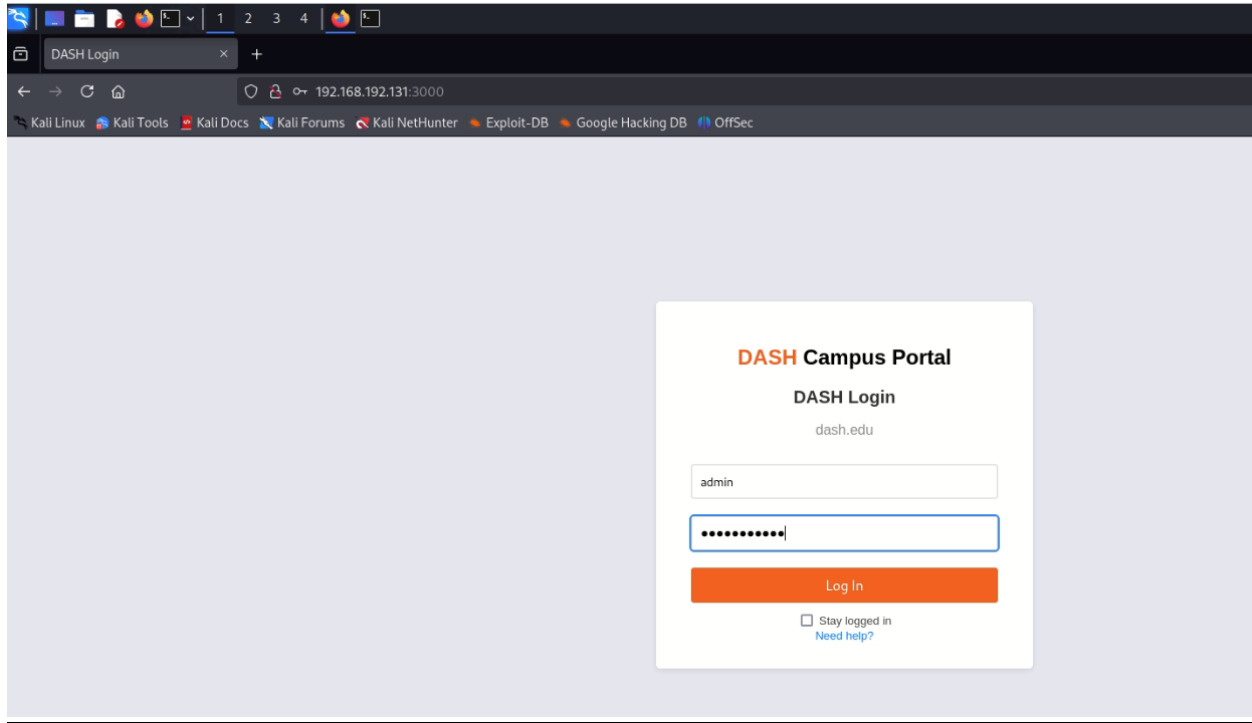 1 2 3 4
DASH Login
192.168.192.131:3000
Kali Linux Kali Tools Kali Docs Kali Forums Kali NetHunter Exploit-DB Google Hacking DB OffSec
DASH Campus Portal
DASH Login
dash.edu
admin
•••••••••••
Log In
Stay logged in
Need help?